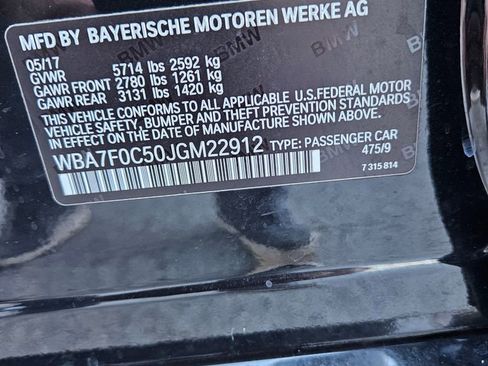 MFD BY BAYERISCHE MOTOREN WERKE AG
05/17
GVWR 5714 lbs 2592 kg
GAWR FRONT 2780 lbs 1261 kg
GAWR REAR 3131 lbs 1420 kg
THIS VEHICLE CONFORMS TO ALL APPLICABLE U.S.FEDERAL MOTOR
VEHICLE SAFETY, BUMPER AND THEFT PREVENTION STANDARDS
IN EFFECT ON THE DATE OF MANUFACTURE SHOWN ABOVE.
WBA7F0C50JGM22912 TYPE: PASSENGER CAR
475/9
7 315 814